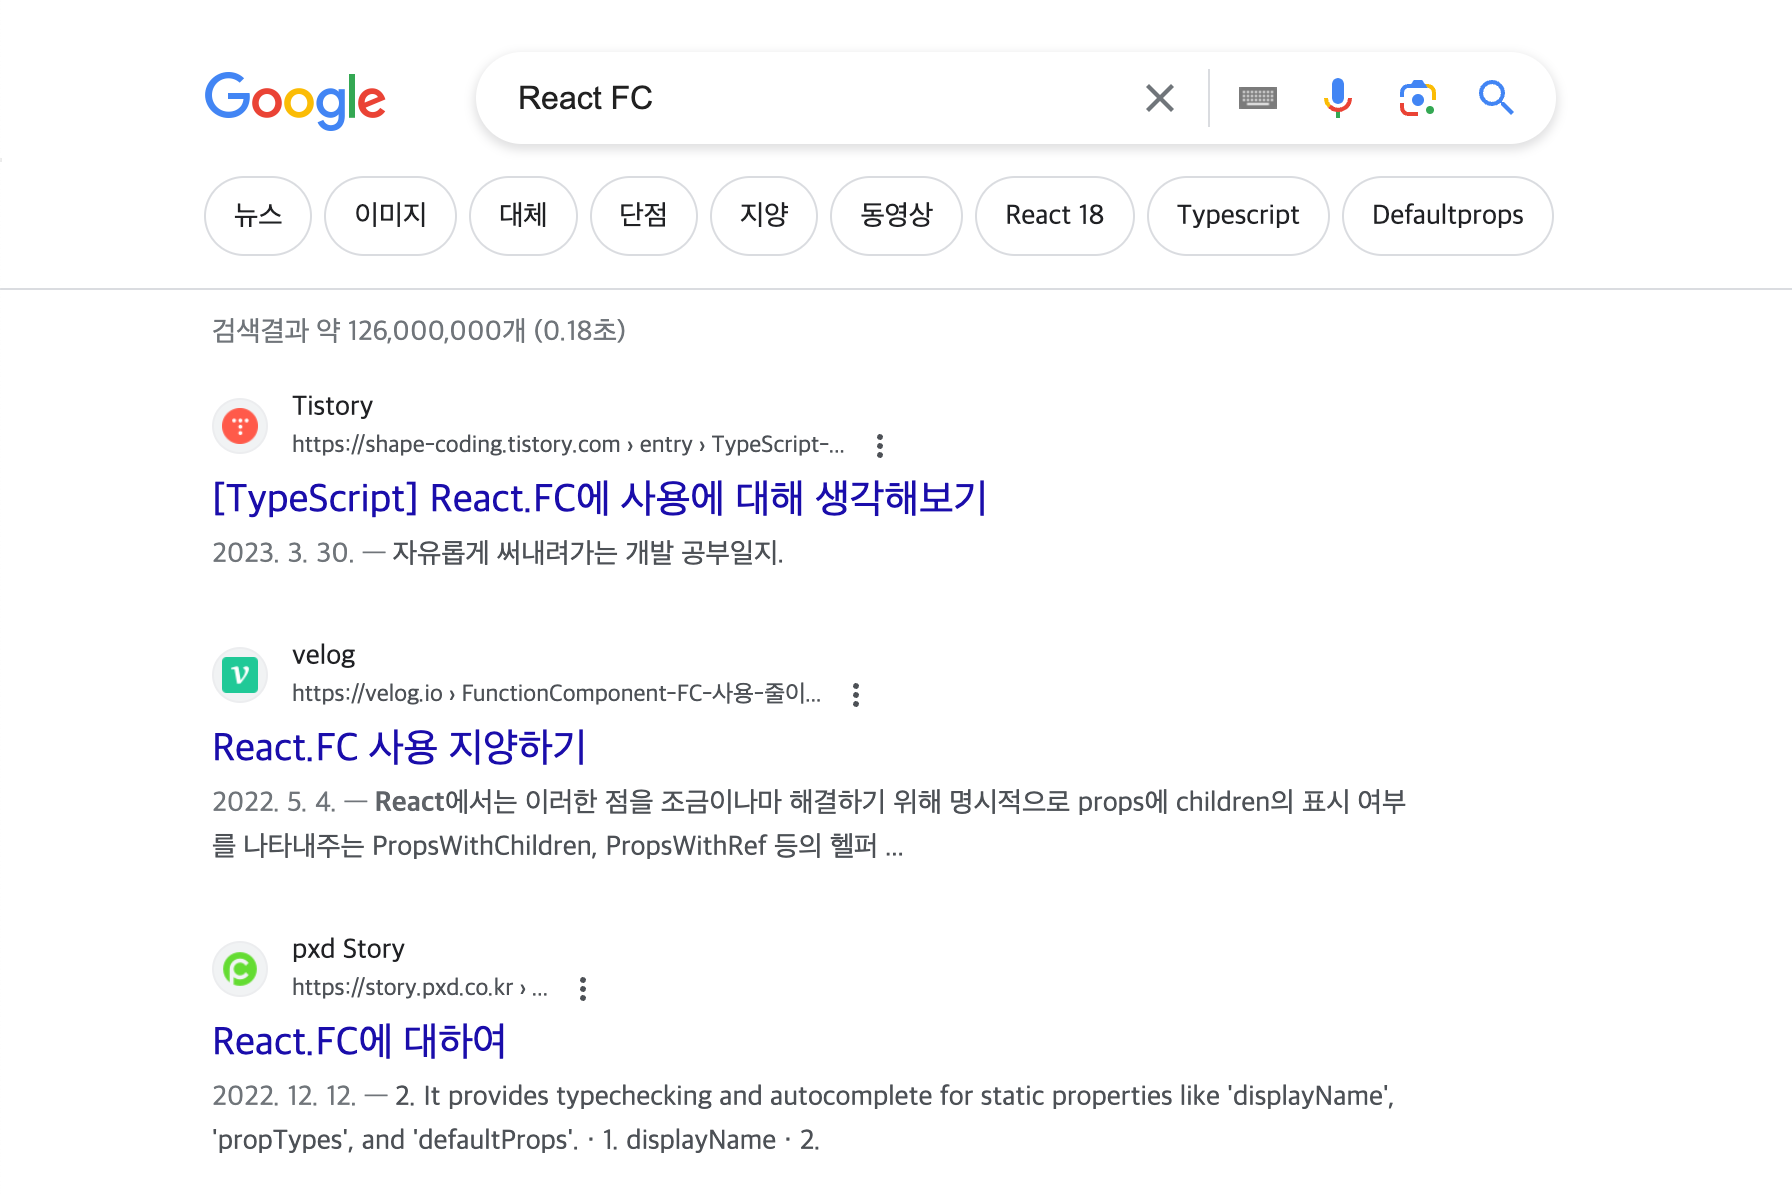 Google
React FC
뉴스 이미지 대체 단점 지양 동영상 React 18 Typescript Defaultprops
검색결과 약 126,000,000개 (0.18초)
Tistory
https://shape-coding.tistory.com › entry › TypeScript-...
[TypeScript] React.FC에 사용에 대해 생각해보기
2023. 3. 30. — 자유롭게 써내려가는 개발 공부일지.
velog
https://velog.io › FunctionComponent-FC-사용-줄이...
React.FC 사용 지양하기
2022. 5. 4. — React에서는 이러한 점을 조금이나마 해결하기 위해 명시적으로 props에 children의 표시 여부
를 나타내주는 PropsWithChildren, PropsWithRef 등의 헬퍼 ...
pxd Story
https://story.pxd.co.kr › ...
React.FC에 대하여
2022. 12. 12. — 2. It provides typechecking and autocomplete for static properties like 'displayName',
'propTypes', and 'defaultProps'. · 1. displayName · 2.